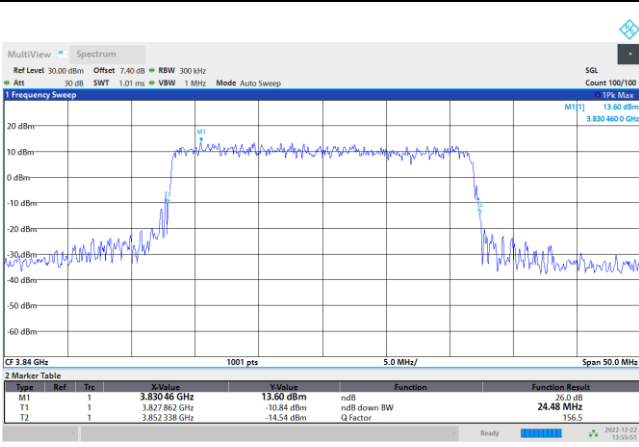 MultiView Spectrum
Ref Level 30.00 dBm Offset 7.40 dB RBW 300 kHz SGL
Att 30 dB SWT 1.01 ms VBW 1 MHz Mode Auto Sweep Count 100/100
1 Frequency Sweep 1Pk Max
M1[1] 13.60 dBm
3.830 460 0 GHz
20 dBm
M1
10 dBm
0 dBm
T1
-10 dBm
T2
-20 dBm
-30 dBm
-40 dBm
-50 dBm
-60 dBm
CF 3.84 GHz 1001 pts 5.0 MHz/ Span 50.0 MHz
2 Marker Table
Type Ref Trc X-Value Y-Value Function Function Result
M1 1 3.830 46 GHz 13.60 dBm ndB 26.0 dB
T1 1 3.827 862 GHz -10.84 dBm ndB down BW 24.48 MHz
T2 1 3.852 338 GHz -14.54 dBm Q Factor 156.5
Ready 2022-12-22
13:55:51